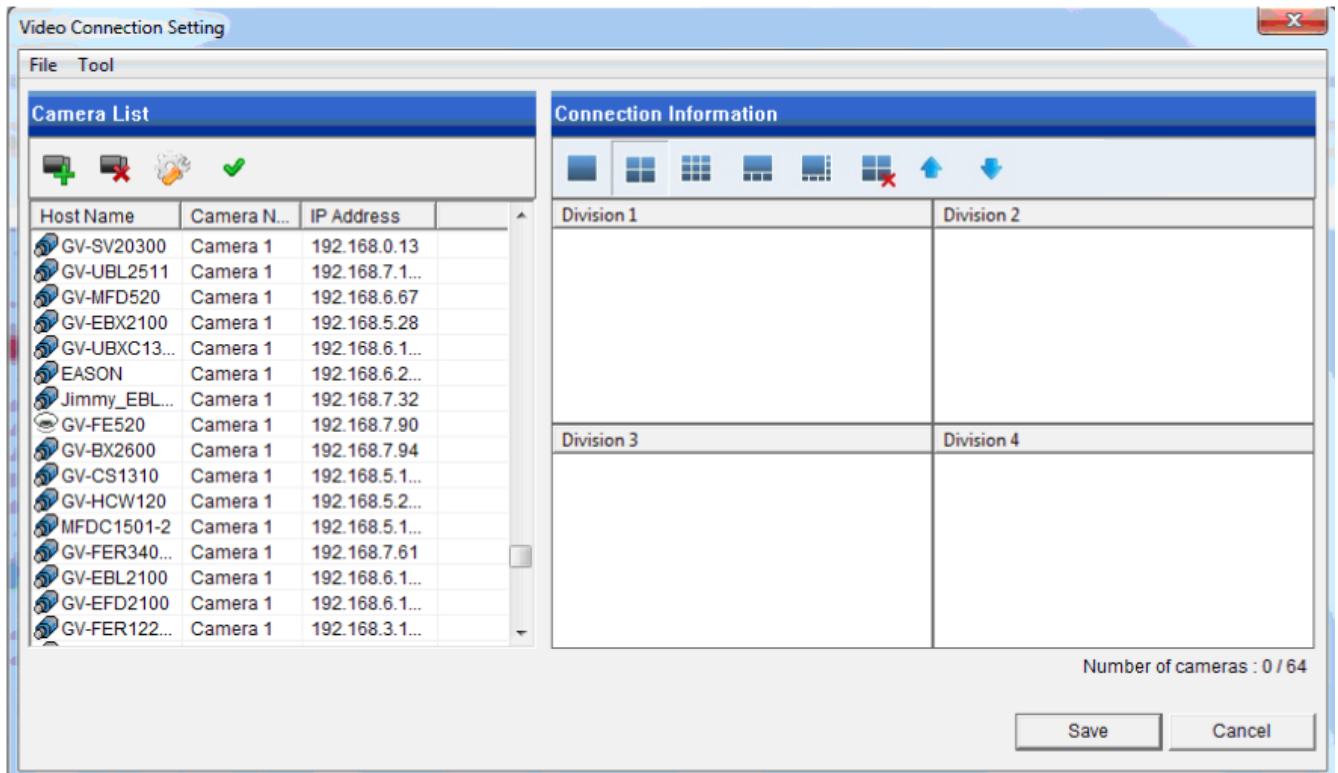 Video Connection Setting
File Tool
Camera List
Connection Information
Host Name Camera N... IP Address
GV-SV20300 Camera 1 192.168.0.13
GV-UBL2511 Camera 1 192.168.7.1...
GV-MFD520 Camera 1 192.168.6.67
GV-EBX2100 Camera 1 192.168.5.28
GV-UBXC13... Camera 1 192.168.6.1...
EASON Camera 1 192.168.6.2...
Jimmy_EBL... Camera 1 192.168.7.32
GV-FE520 Camera 1 192.168.7.90
GV-BX2600 Camera 1 192.168.7.94
GV-CS1310 Camera 1 192.168.5.1...
GV-HCW120 Camera 1 192.168.5.2...
MFDC1501-2 Camera 1 192.168.5.1...
GV-FER340... Camera 1 192.168.7.61
GV-EBL2100 Camera 1 192.168.6.1...
GV-EFD2100 Camera 1 192.168.6.1...
GV-FER122... Camera 1 192.168.3.1...
Division 1
Division 2
Division 3
Division 4
Number of cameras : 0 / 64
Save
Cancel